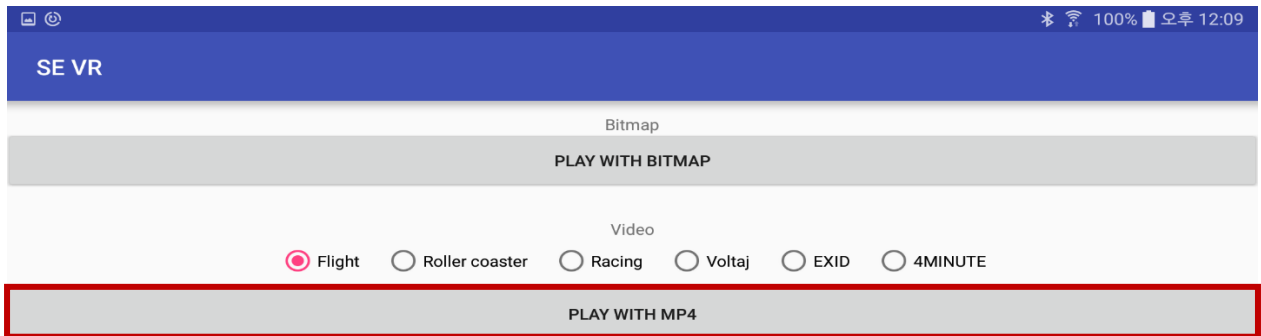 100% 오후 12:09
SE VR
Bitmap
PLAY WITH BITMAP
Video
Flight Roller coaster Racing Voltaj EXID 4MINUTE
PLAY WITH MP4